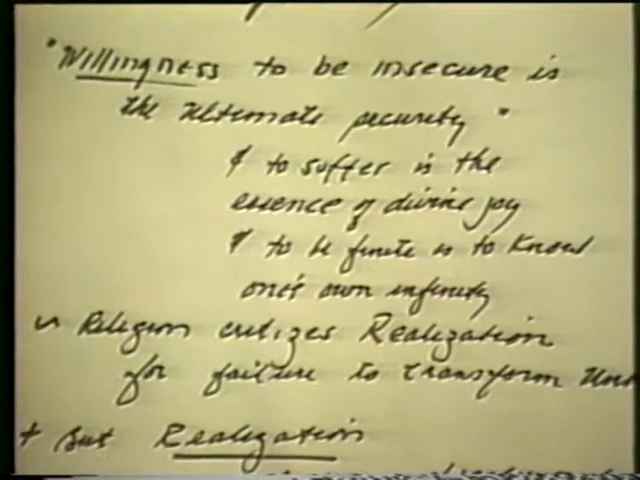 "Willingness to be insecure is
the ultimate security"
& to suffer is the
essence of divine joy
& to be finite is to know
one's own infinity
Religion critizes Realization
for failure to transform
+ But Realization